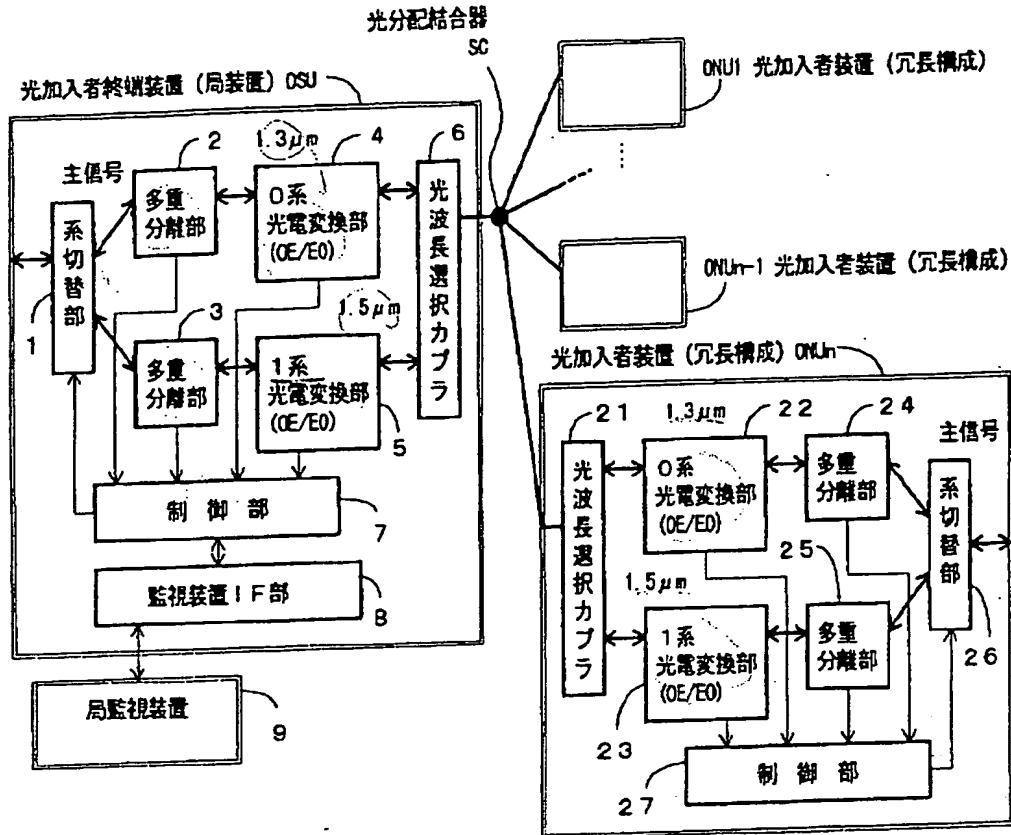 光分配結合器
SC
ONU1 光加入者装置(冗長構成)
光加入者終端装置(局装置)OSU
2
1.3μm
4
6
主信号
多重
分離部
0系
光電変換部
(OE/EO)
光波長選択カプラ
系切替部
1
3
1.5μm
多重
分離部
1系
光電変換部
(OE/EO)
5
制御部
7
監視装置IF部
8
局監視装置
9
ONUn-1 光加入者装置(冗長構成)
光加入者装置(冗長構成)ONUn
21
1.3μm
22
24
主信号
光波長選択カプラ
0系
光電変換部
(OE/EO)
多重
分離部
系切替部
25
1.5μm
1系
光電変換部
(OE/EO)
多重
分離部
26
23
制御部
27